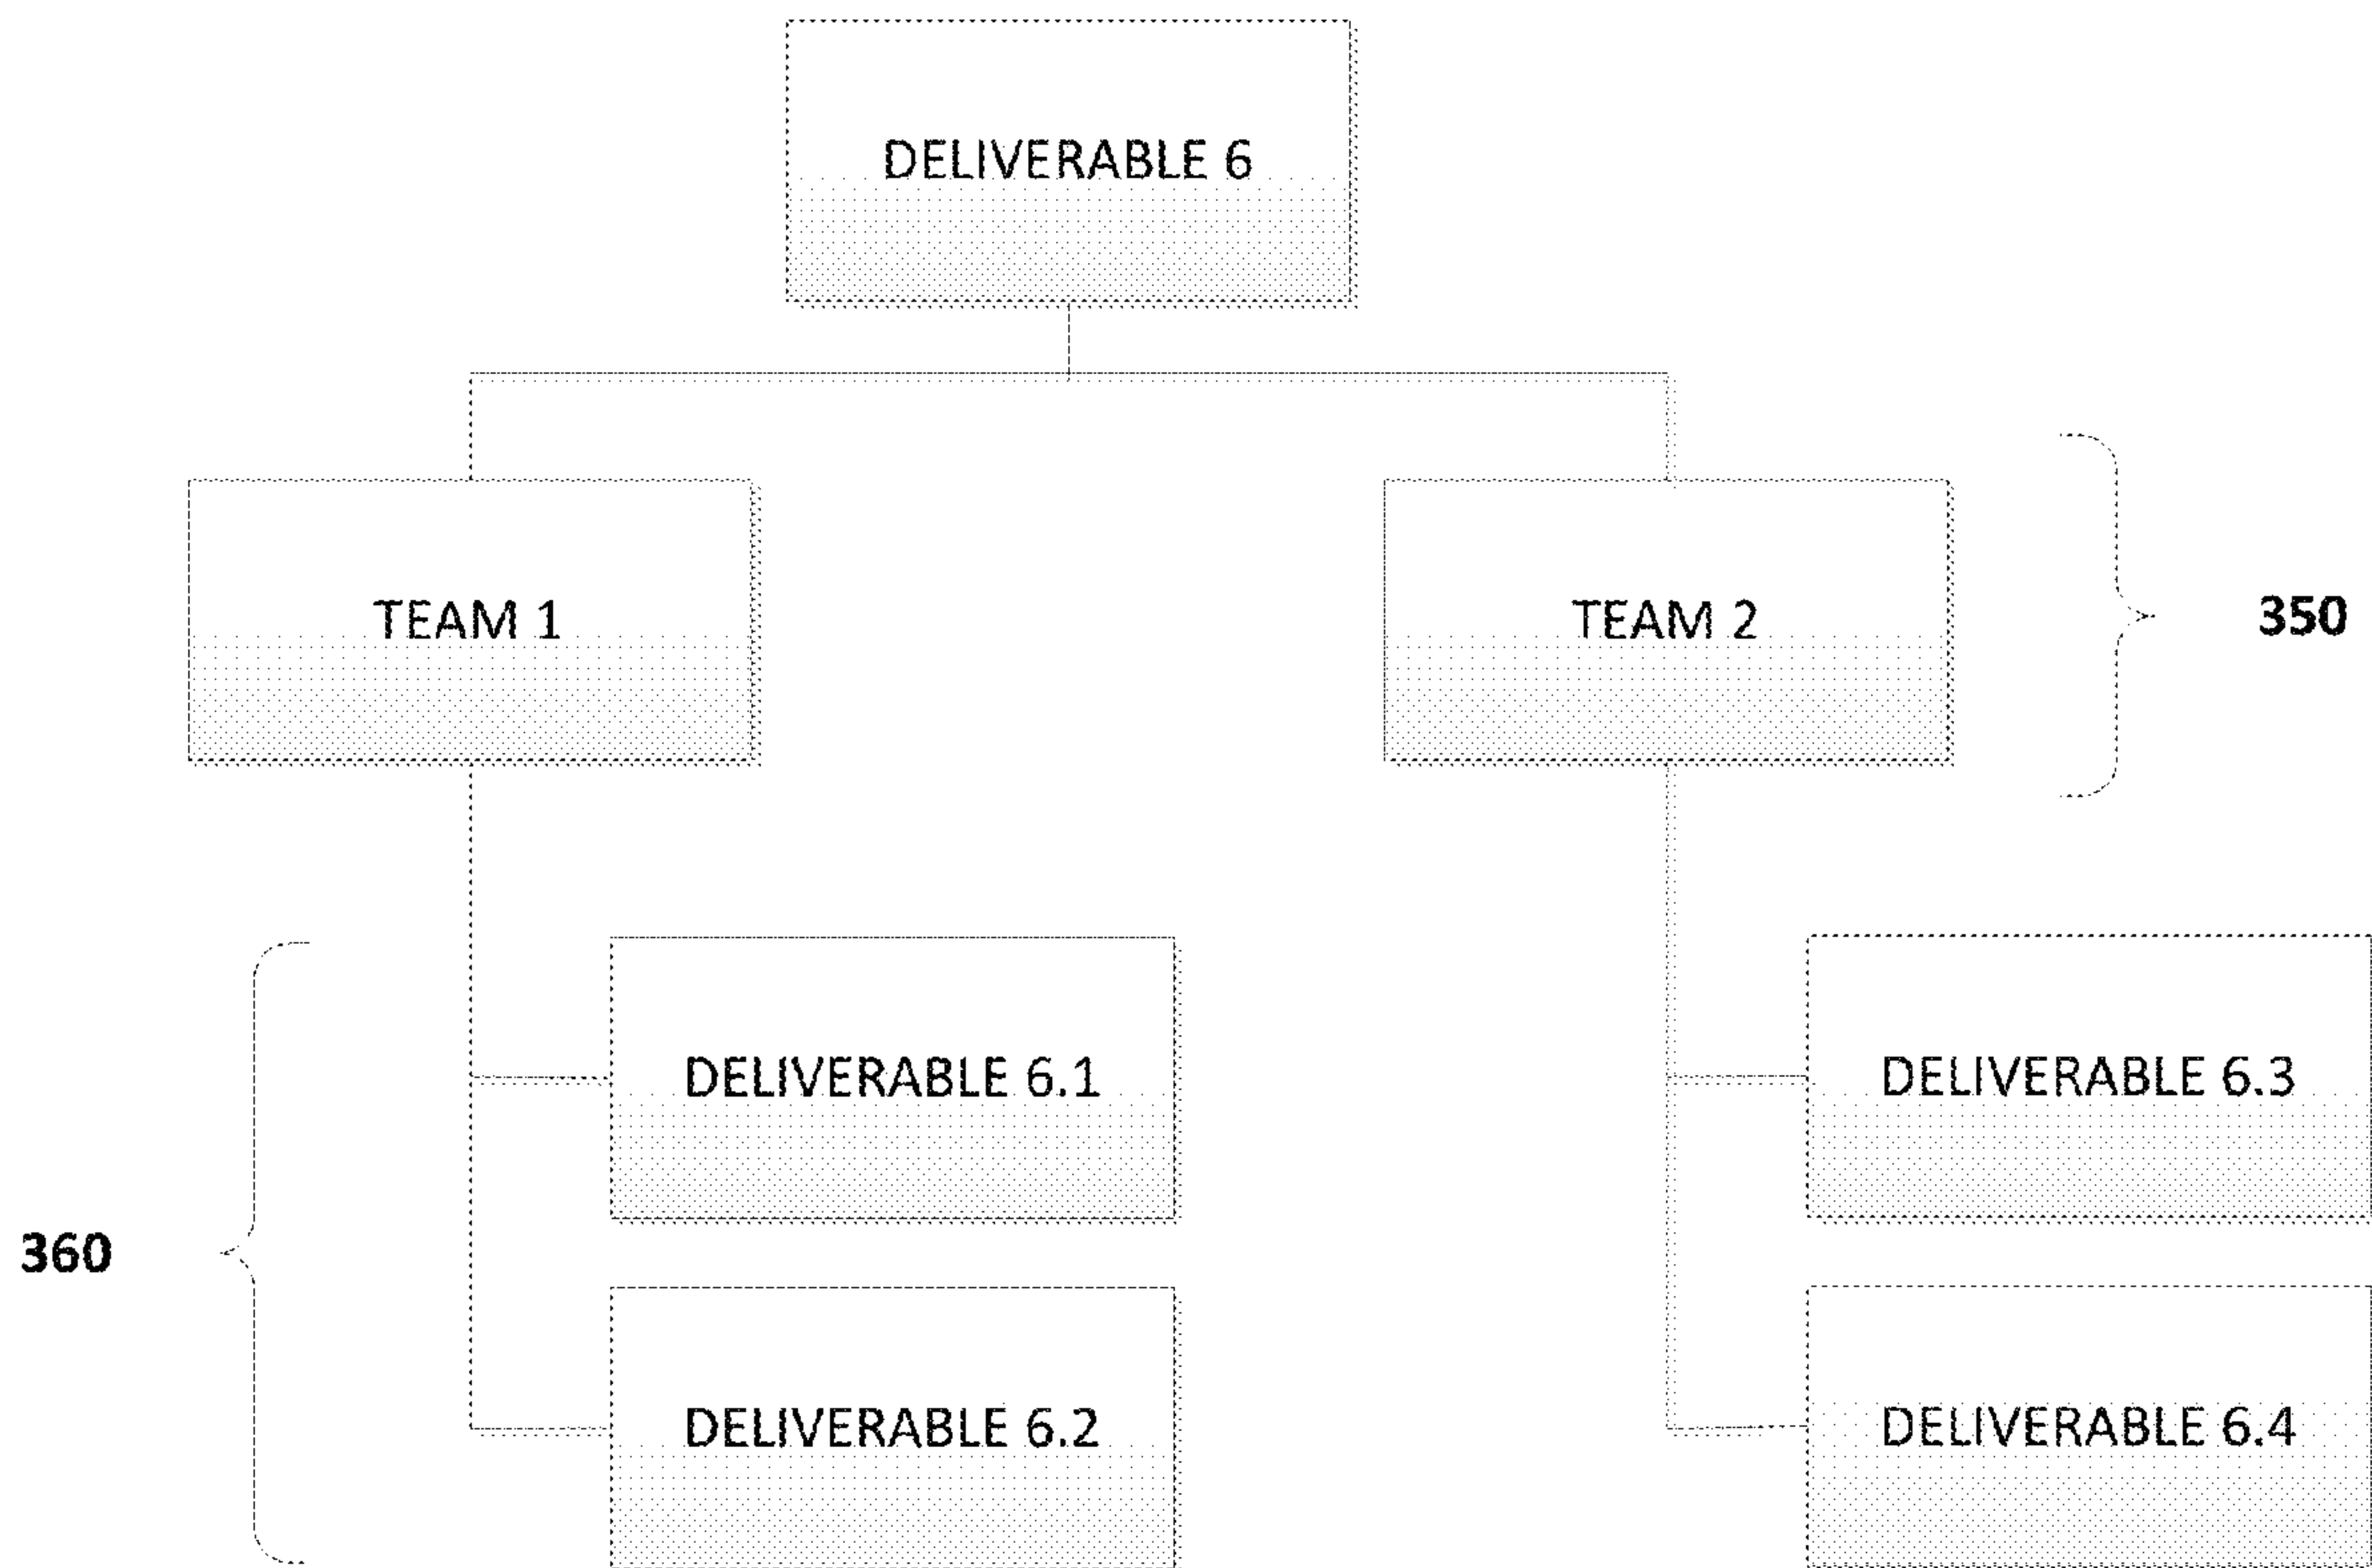 DELIVERABLE 6
TEAM 1
TEAM 2
350
DELIVERABLE 6.1
DELIVERABLE 6.3
360
DELIVERABLE 6.2
DELIVERABLE 6.4